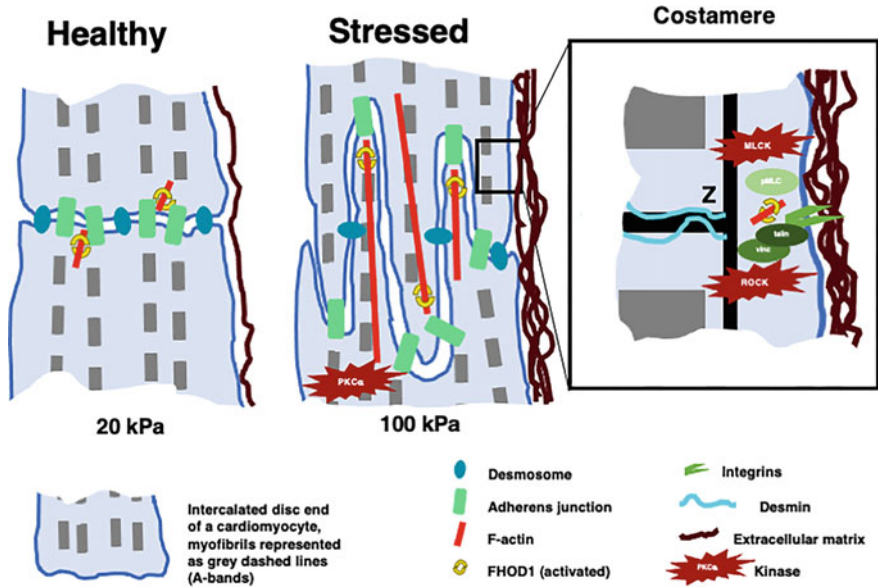 Healthy
Stressed
Costamere
MLCK
pMLC
Z
talin
vinc
ROCK
PKCα
20 kPa
100 kPa
Intercalated disc end
of a cardiomyocyte,
myofibrils represented
as grey dashed lines
(A-bands)
Desmosome
Adherens junction
F-actin
FHOD1 (activated)
Integrins
Desmin
Extracellular matrix
PKCα
Kinase